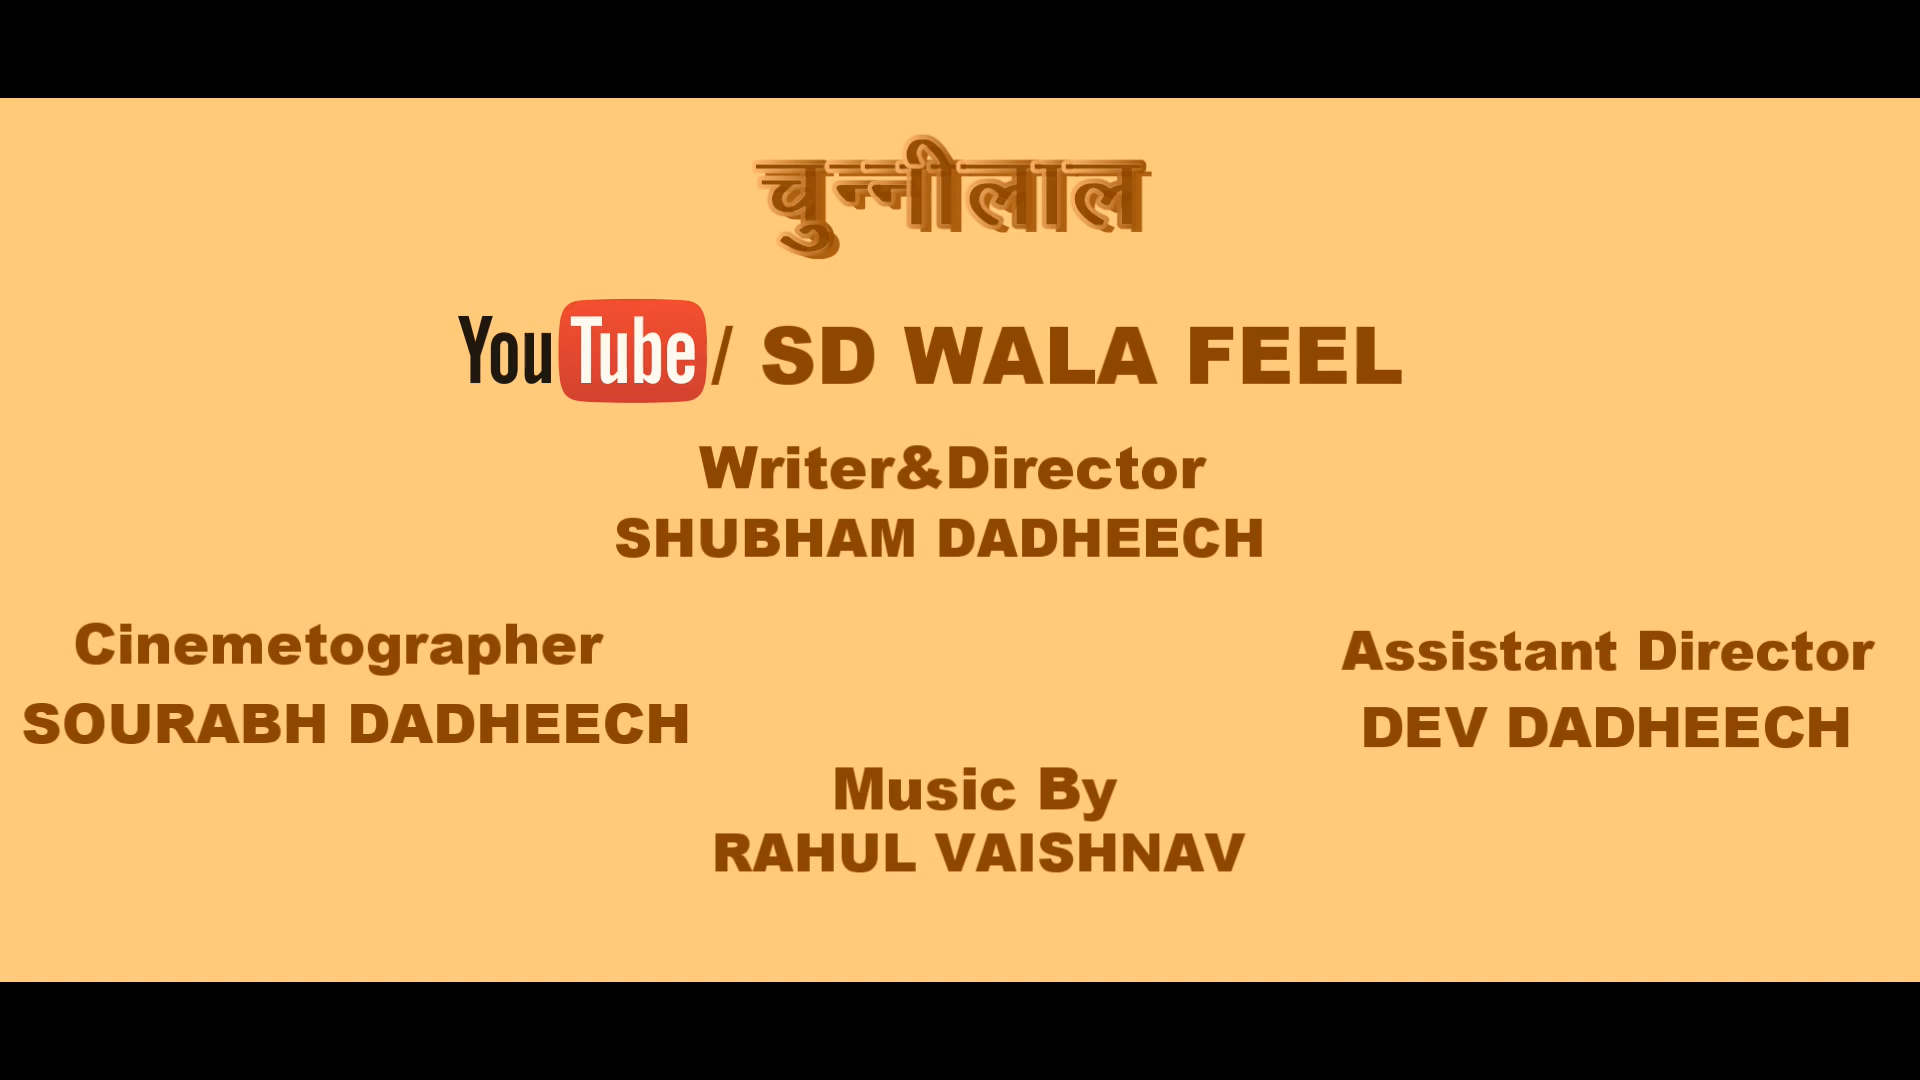 चुन्नीलाल
YouTube/ SD WALA FEEL
Writer&Director
SHUBHAM DADHEECH
Cinemetographer
SOURABH DADHEECH
Assistant Director
DEV DADHEECH
Music By
RAHUL VAISHNAV